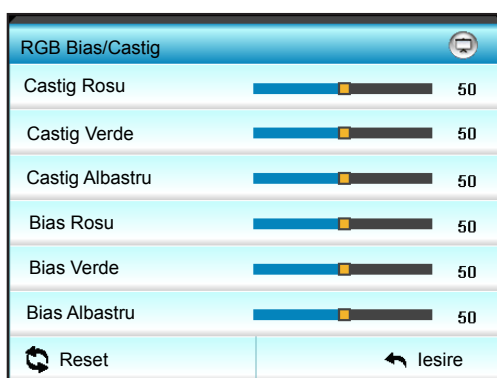 RGB Bias/Castig
Castig Rosu 50
Castig Verde 50
Castig Albastru 50
Bias Rosu 50
Bias Verde 50
Bias Albastru 50
Reset Iesire